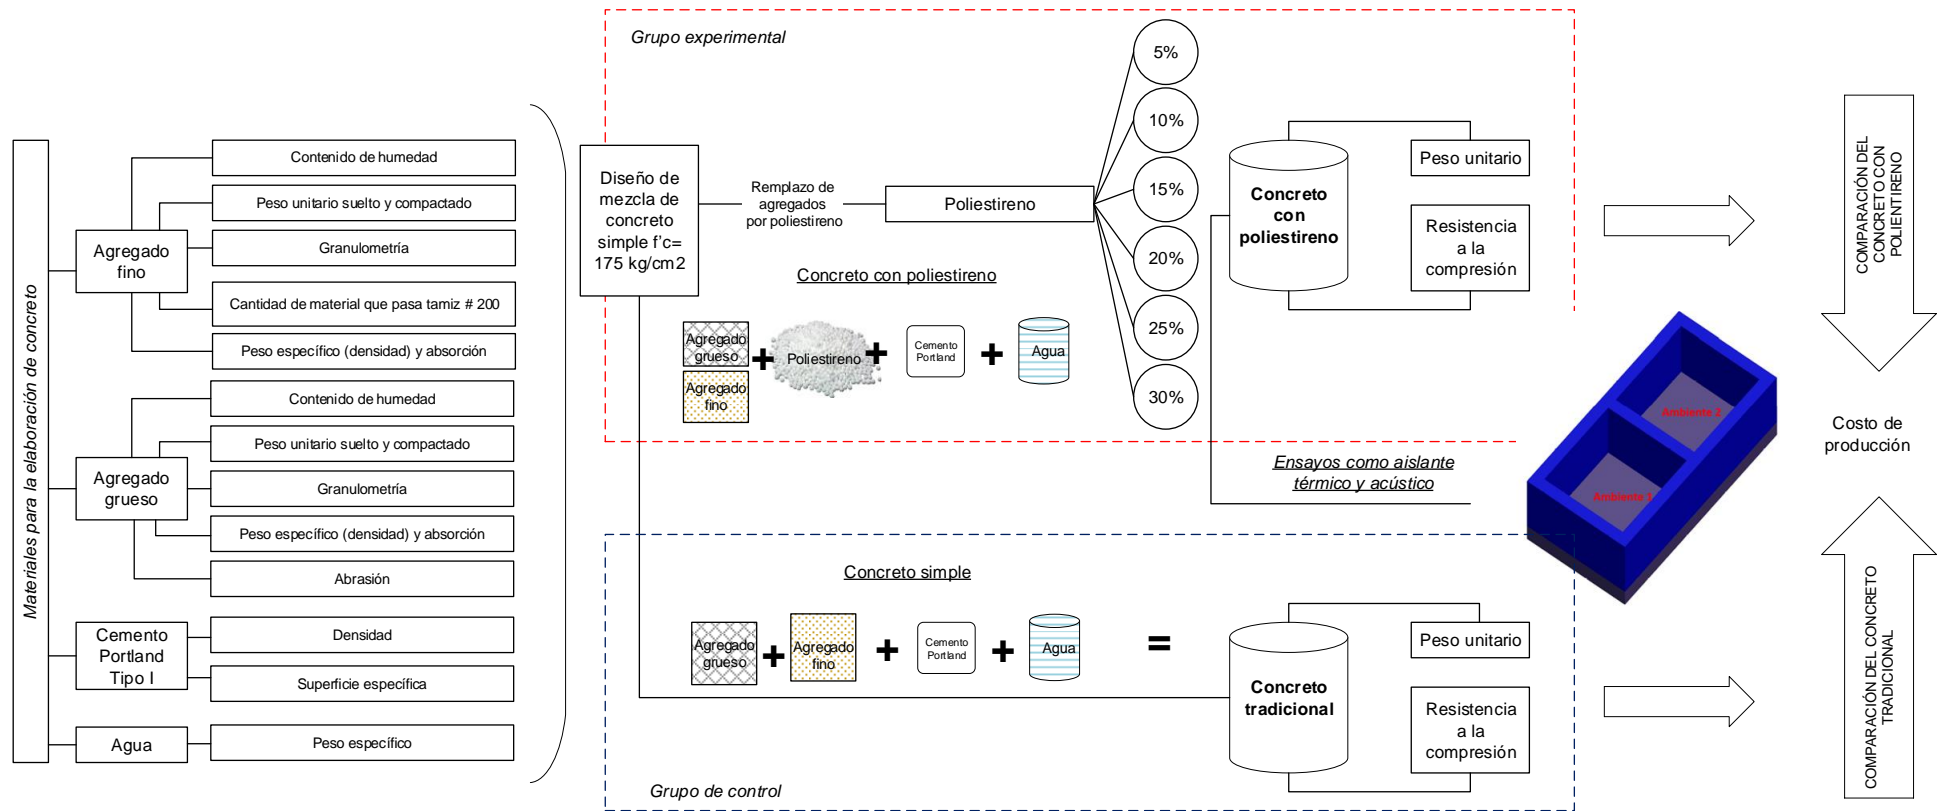 Materiales para la elaboración de concreto
Agregado
fino
Contenido de humedad
Peso unitario suelto y compactado
Granulometría
Cantidad de material que pasa tamiz # 200
Peso específico (densidad) y absorción
Agregado
grueso
Contenido de humedad
Peso unitario suelto y compactado
Granulometría
Peso específico (densidad) y absorción
Abrasión
Cemento
Portland
Tipo I
Densidad
Superficie específica
Agua
Peso específico
Diseño de
mezcla de
concreto
simple f'c=
175 kg/cm2
Grupo experimental
Remplazo de
agregados
por poliestireno
Poliestireno
5%
10%
15%
20%
25%
30%
Concreto con poliestireno
Agregado
grueso
Agregado
fino
+
Poliestireno
+
Cemento
Portland
+
Agua
Concreto
con
poliestireno
Peso unitario
Resistencia
a la
compresión
Ensayos como aislante
térmico y acústico
Concreto simple
Agregado
grueso
+
Agregado
fino
+
Cemento
Portland
+
Agua
=
Concreto
tradicional
Peso unitario
Resistencia
a la
compresión
Grupo de control
Ambiente 2
Ambiente 1
COMPARACIÓN DEL
CONCRETO CON
POLIENTIRENO
Costo de
producción
COMPARACIÓN DEL CONCRETO
TRADICIONAL